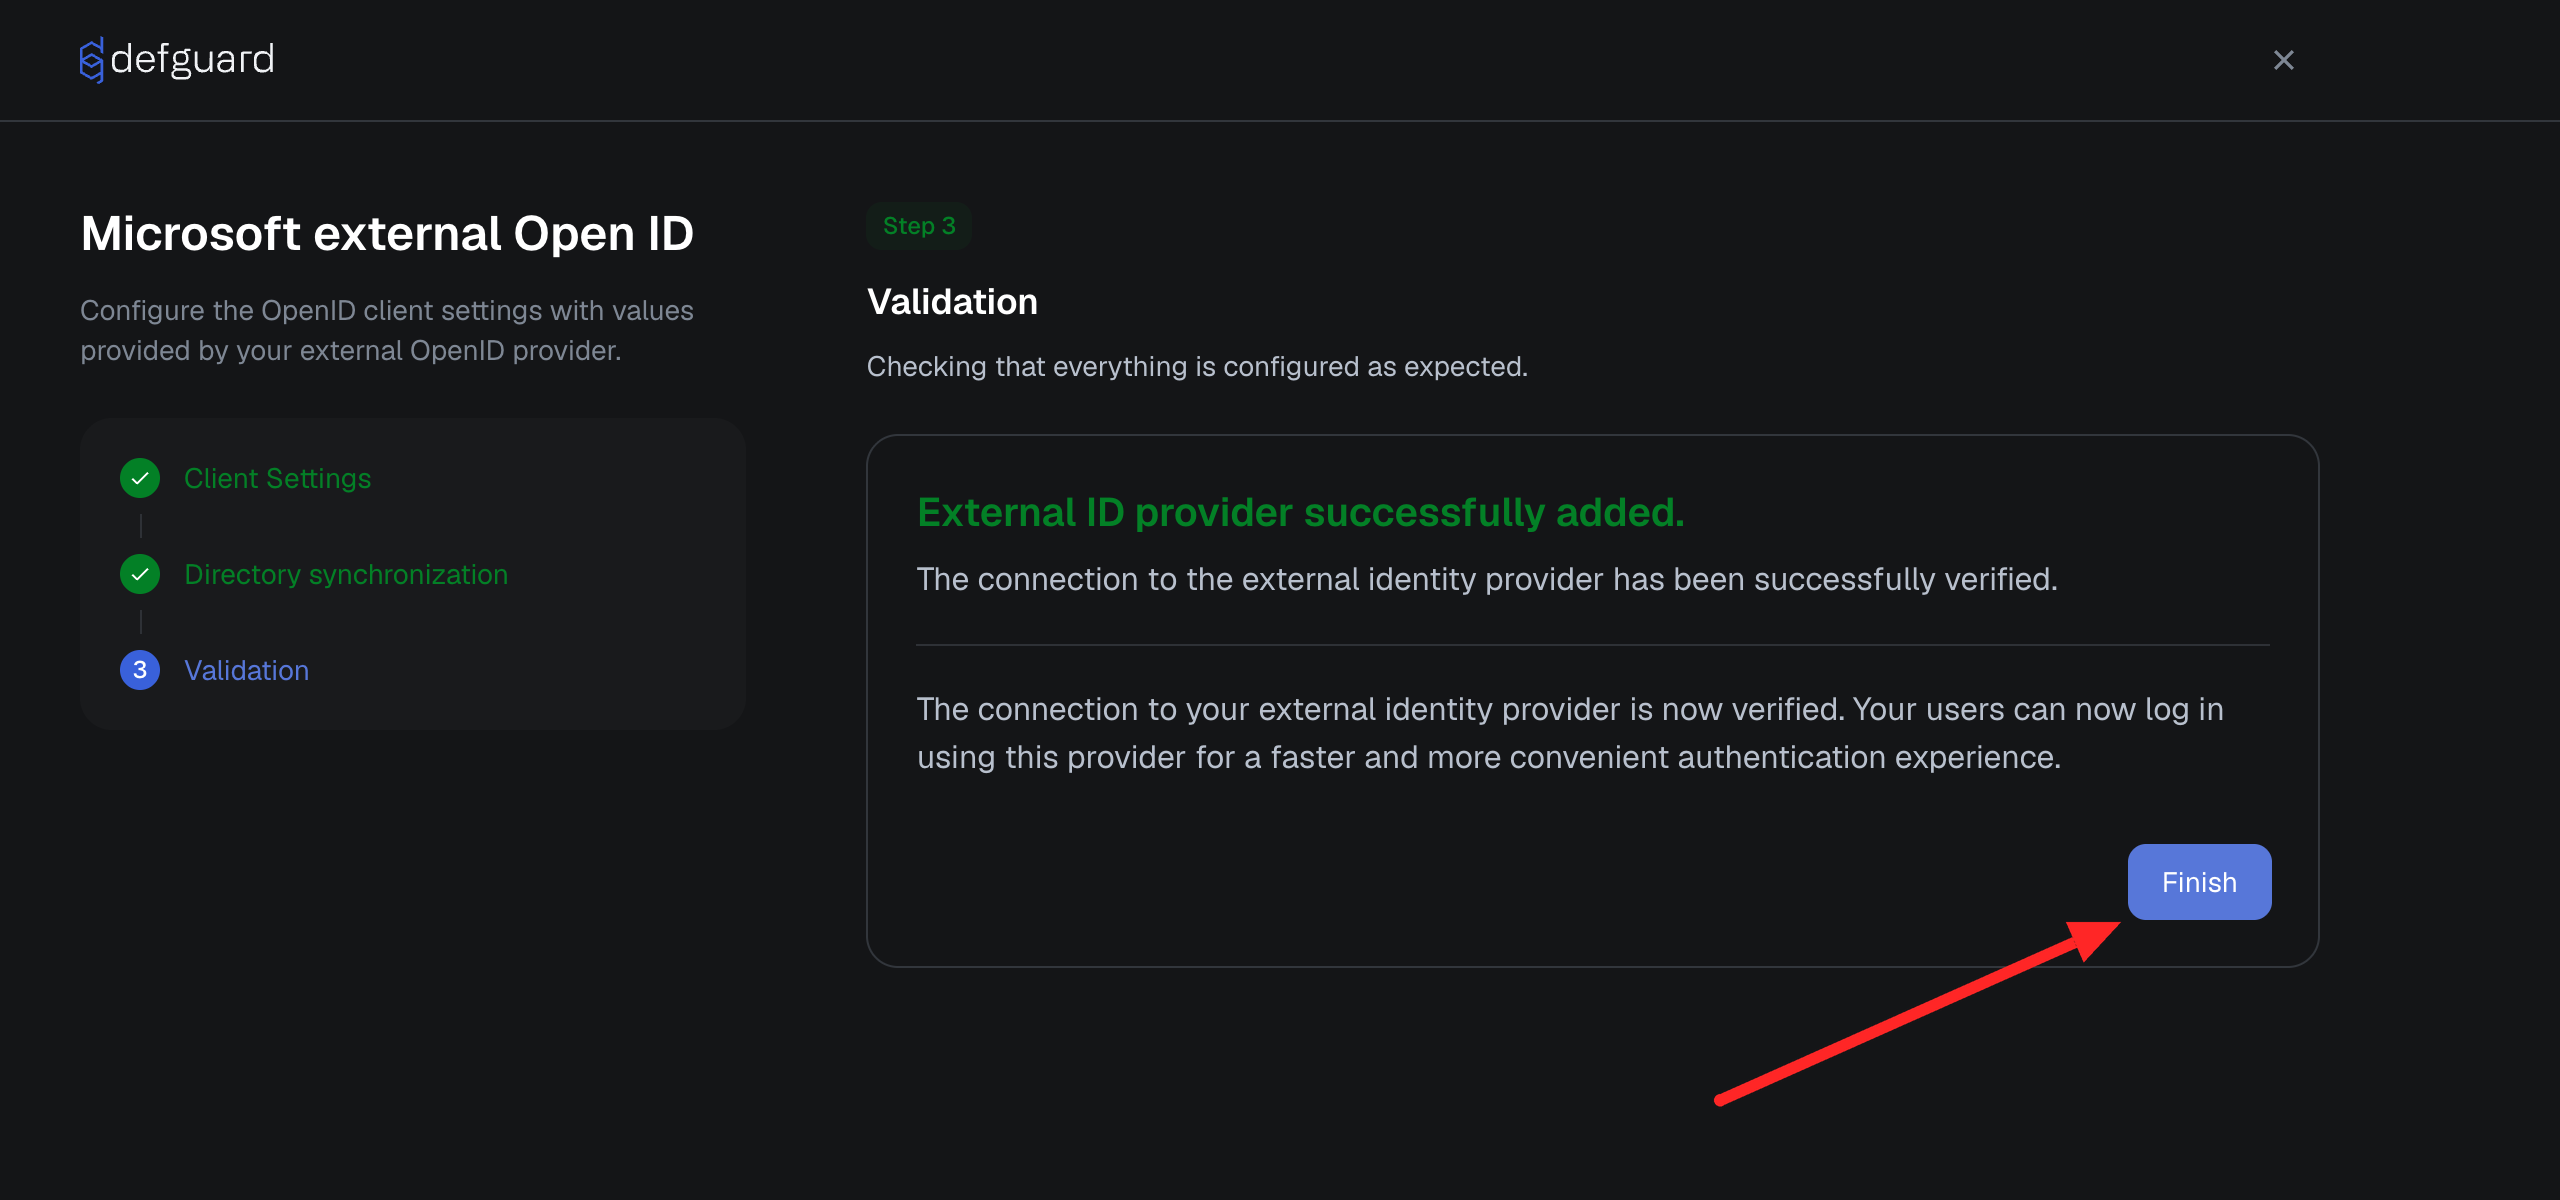 defguard
Microsoft external Open ID
Configure the OpenID client settings with values
provided by your external OpenID provider.
Client Settings
Directory synchronization
3 Validation
Step 3
Validation
Checking that everything is configured as expected.
External ID provider successfully added.
The connection to the external identity provider has been successfully verified.
The connection to your external identity provider is now verified. Your users can now log in
using this provider for a faster and more convenient authentication experience.
Finish